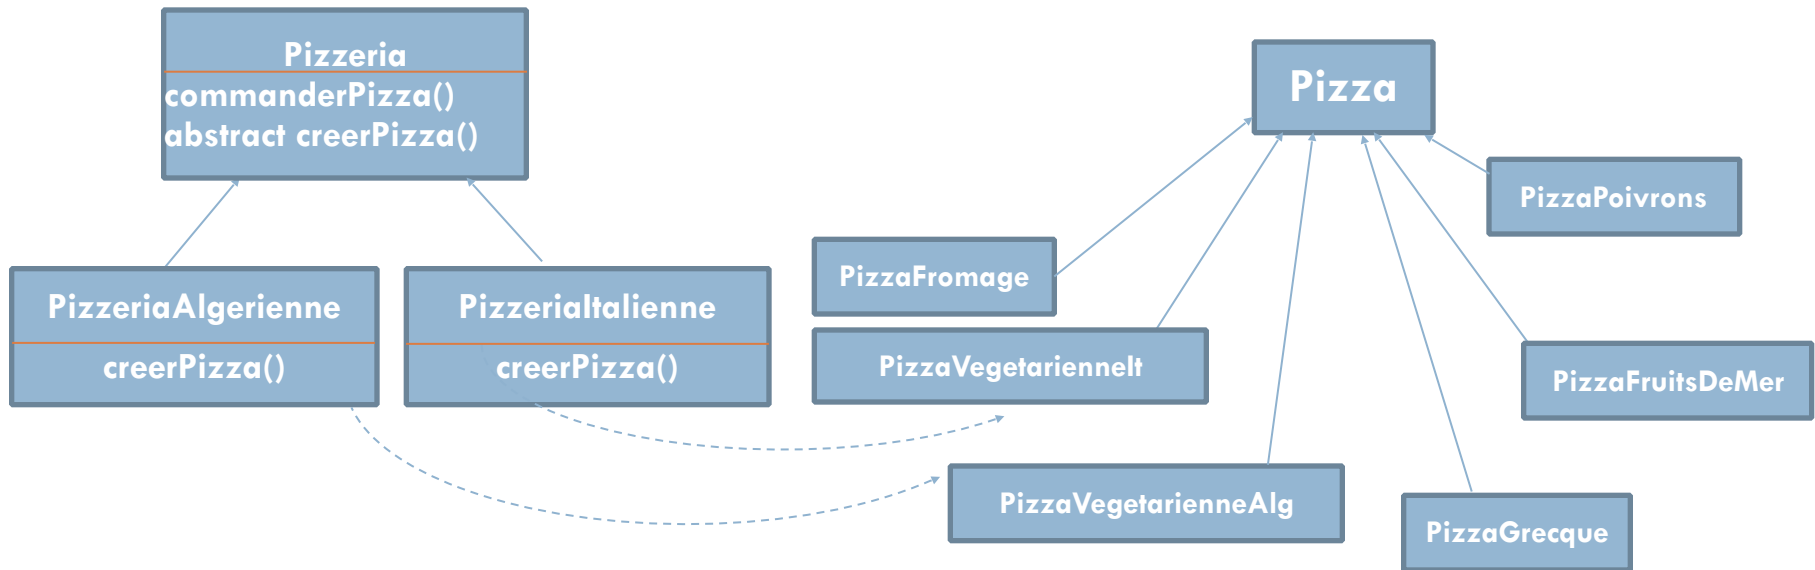 Pizzeria
commanderPizza()
abstract creerPizza()
PizzeriaAlgerienne
creerPizza()
PizzeriaItalienne
creerPizza()
Pizza
PizzaPoivrons
PizzaFromage
PizzaVegetarienneIt
PizzaFruitsDeMer
PizzaVegetarienneAlg
PizzaGrecque